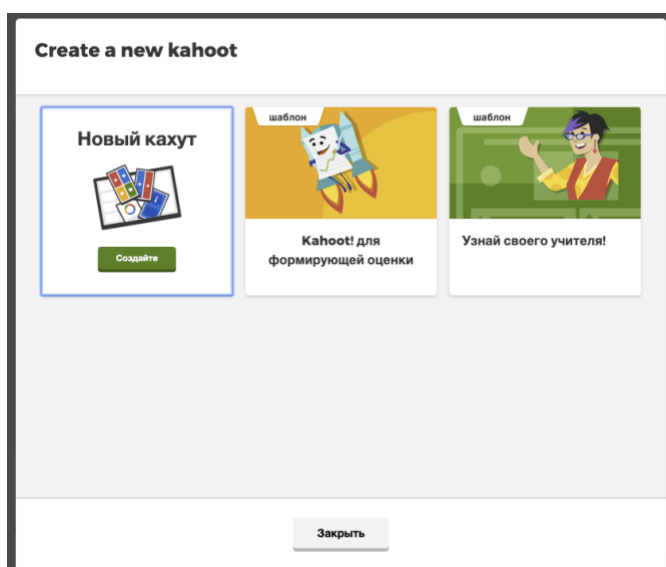 Create a new kahoot
Новый кахут
Создайте
шаблон
Kahoot! для
формирующей оценки
шаблон
Узнай своего учителя!
Закрыть